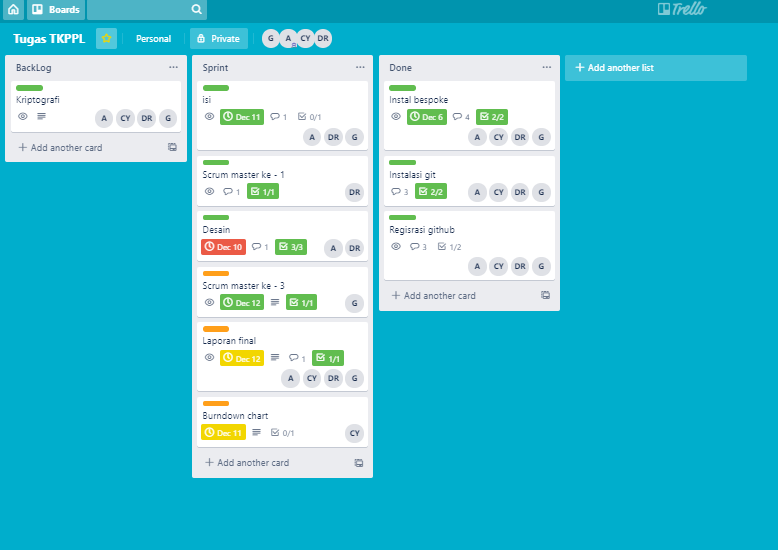 Boards
Trello
Tugas TKPPL
Personal
Private
G A CY DR
BackLog
Kriptografi
A CY DR G
+ Add another card
Sprint
isi
Dec 11 1 0/1
A DR G
Scrum master ke - 1
1 1/1 DR
Desain
Dec 10 1 3/3 A DR
Scrum master ke - 3
Dec 12 1/1 G
Laporan final
Dec 12 1 1/1
A CY DR G
Burndown chart
Dec 11 0/1 CY
+ Add another card
Done
Instal bespoke
Dec 6 4 2/2
A CY DR G
Instalasi git
3 2/2 A CY DR G
Regisrasi github
3 1/2
A CY DR G
+ Add another card
+ Add another list